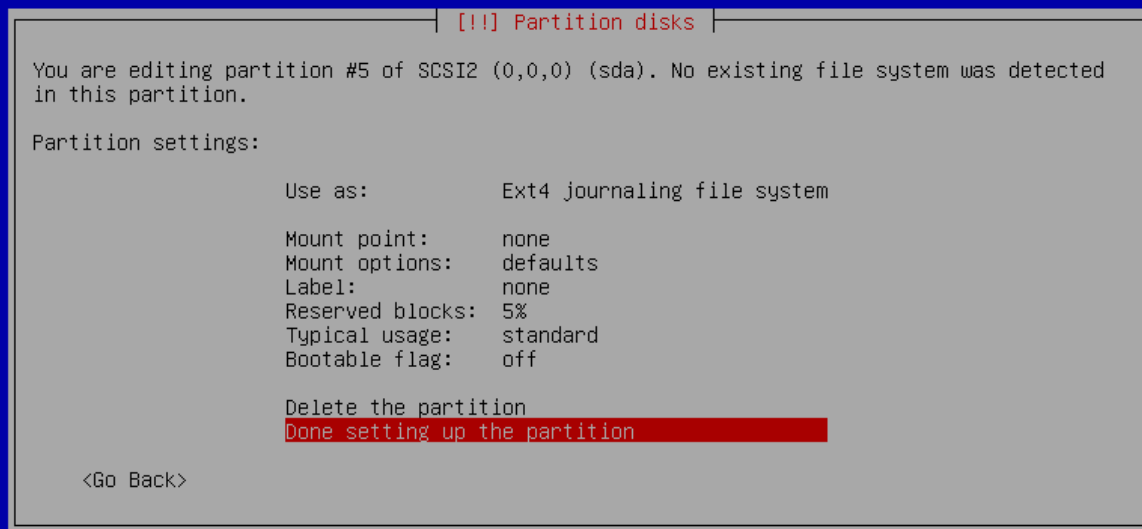 [!!] Partition disks
You are editing partition #5 of SCSI2 (0,0,0) (sda). No existing file system was detected
in this partition.
Partition settings:
Use as: Ext4 journaling file system
Mount point: none
Mount options: defaults
Label: none
Reserved blocks: 5%
Typical usage: standard
Bootable flag: off
Delete the partition
Done setting up the partition
<Go Back>